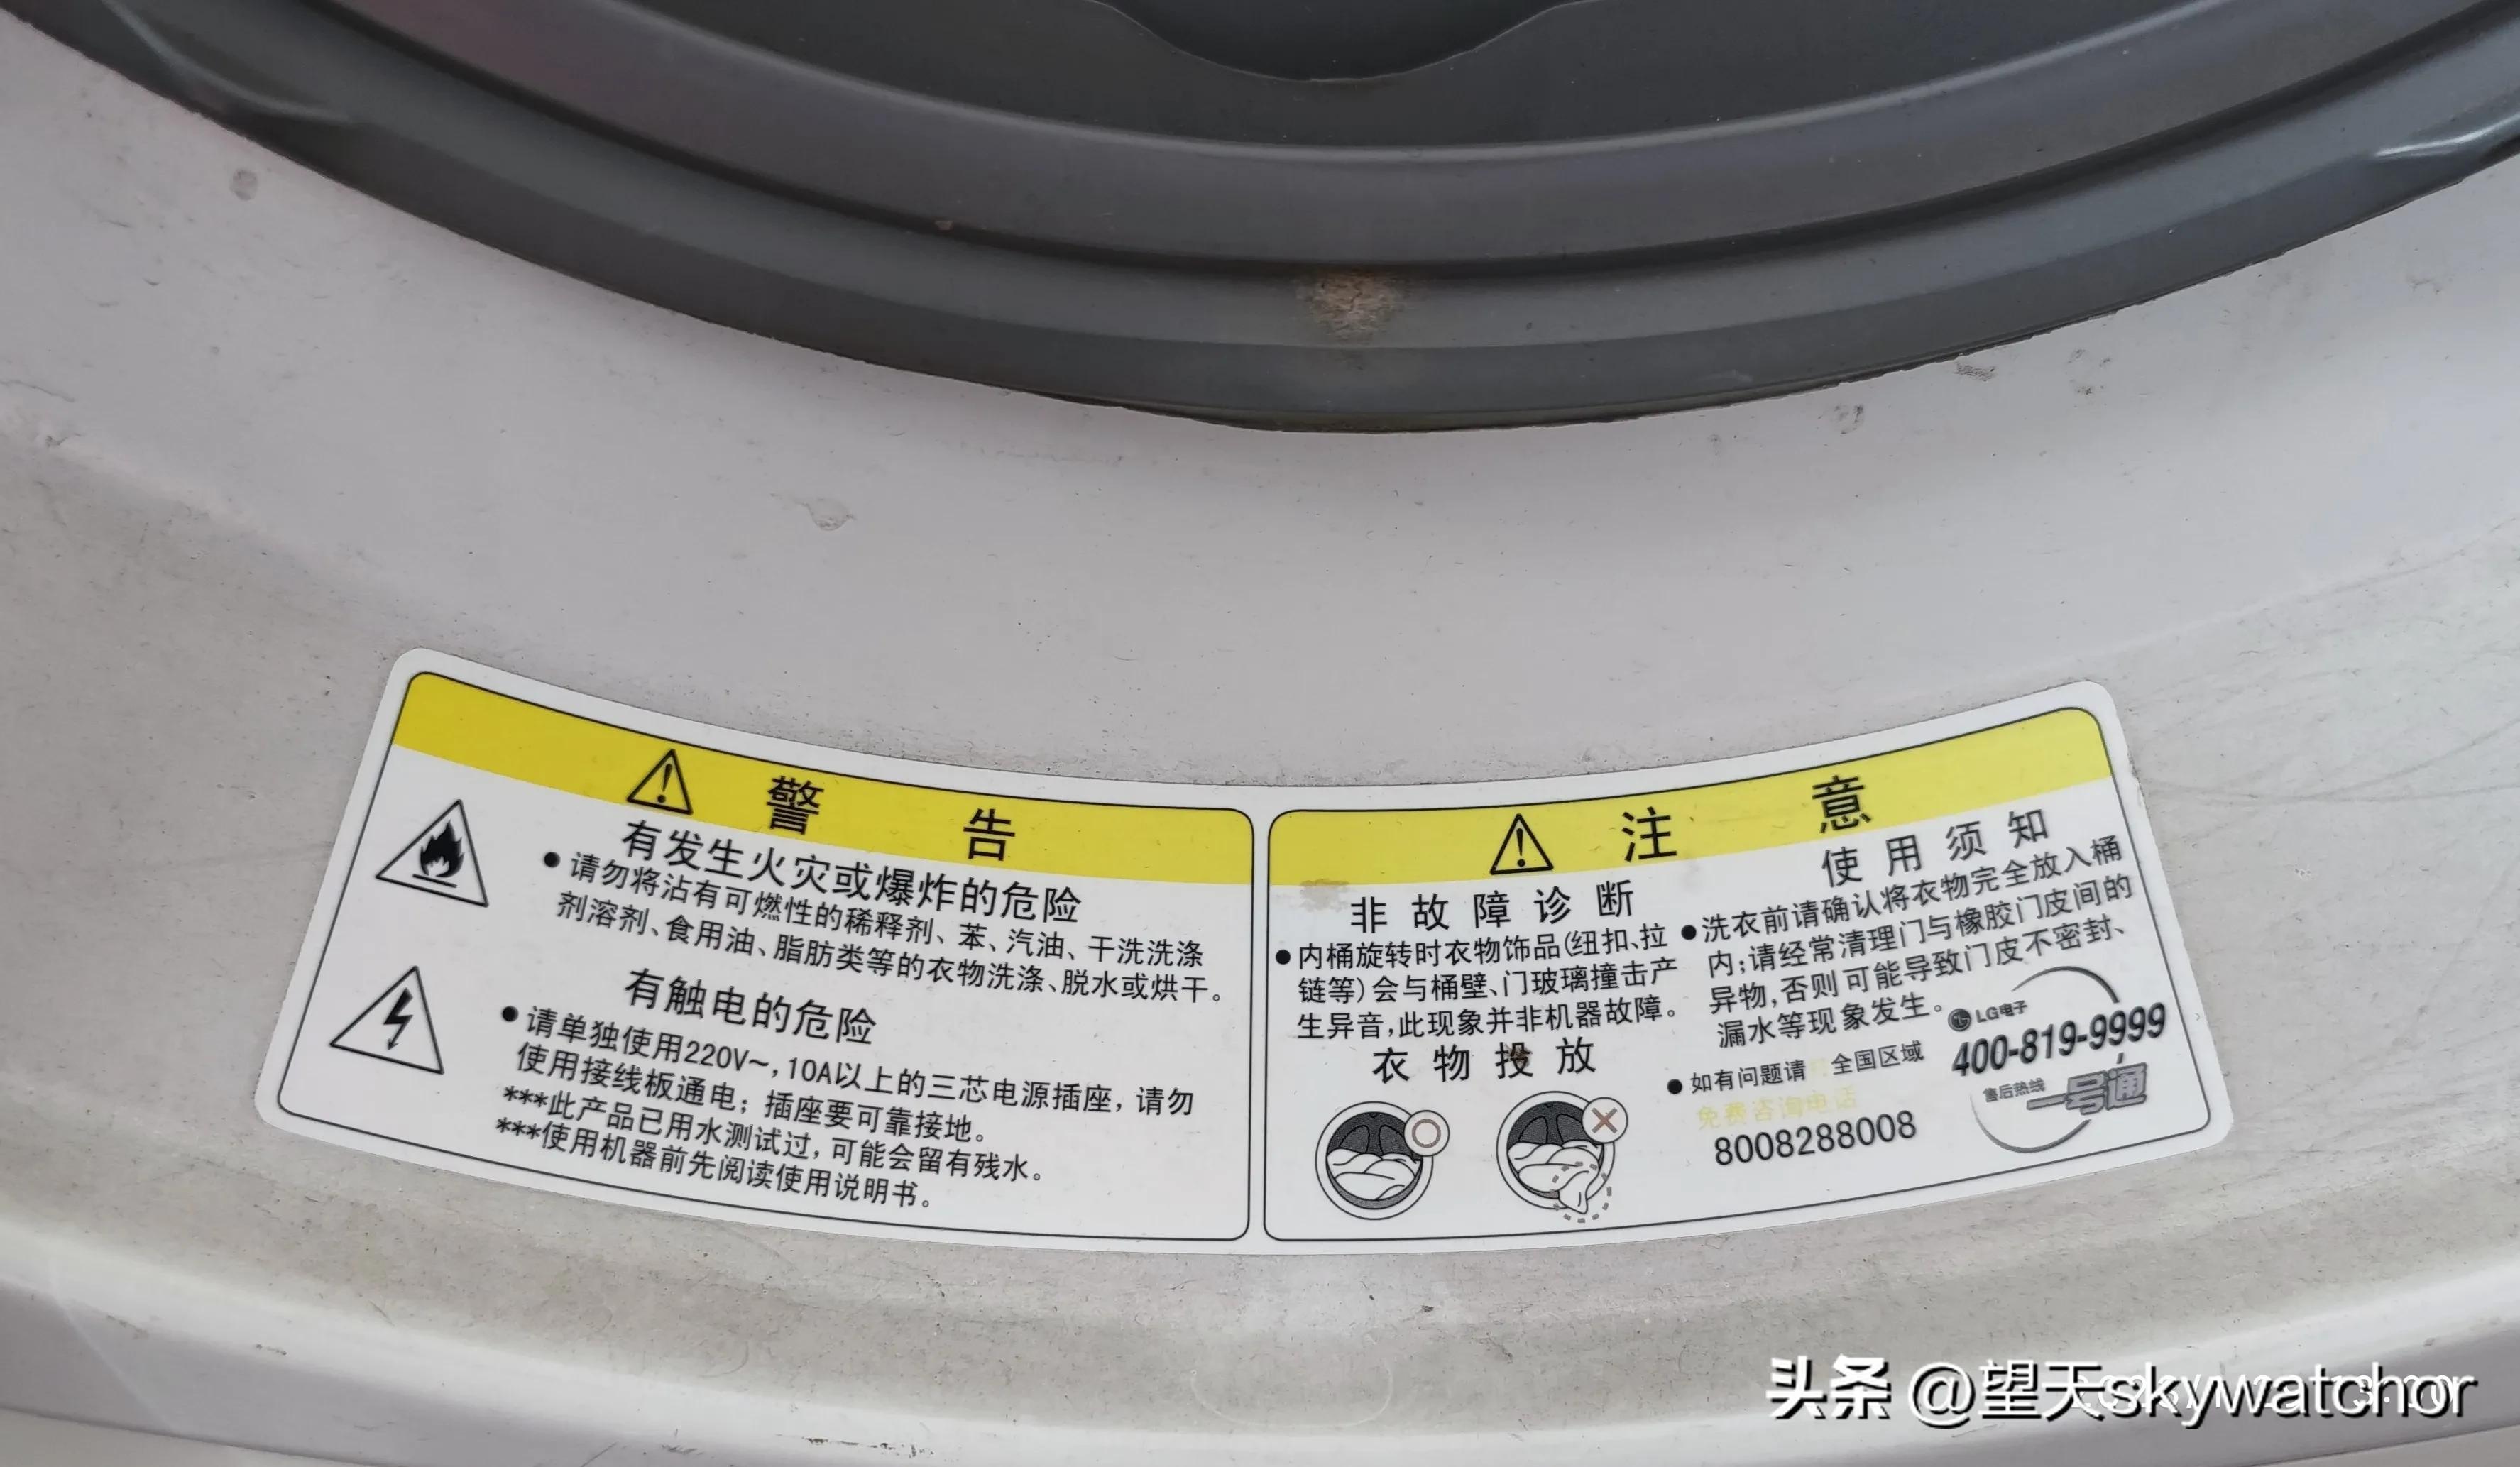 警 告
有发生火灾或爆炸的危险
●请勿将沾有可燃性的稀释剂、苯、汽油、干洗洗涤
剂溶剂、食用油、脂肪类等的衣物洗涤、脱水或烘干。
有触电的危险
●请单独使用220V~,10A以上的三芯电源插座,请勿
使用接线板通电;插座要可靠接地。
***此产品已用水测试过,可能会留有残水。
***使用机器前先阅读使用说明书。
注 意
非故障诊断
●内桶旋转时衣物饰品(纽扣、拉
链等)会与桶壁、门玻璃撞击产
生异音,此现象并非机器故障。
衣物投放
使用须知
●洗衣前请确认将衣物完全放入桶
内;请经常清理门与橡胶门皮间的
异物,否则可能导致门皮不密封、
漏水等现象发生。
●如有问题请 全国区域
免费咨询电话
8008288008
LG电子
400-819-9999
售后热线
一号通
头条 @望天skywatchor